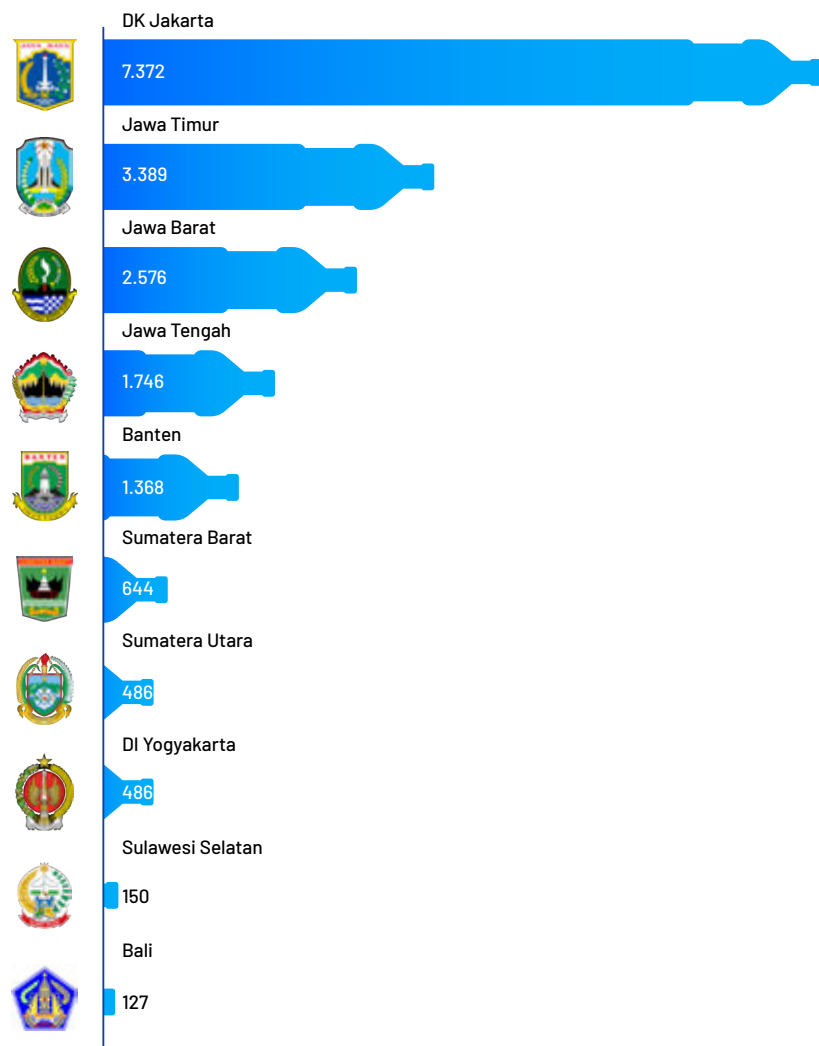 DK Jakarta
7.372
Jawa Timur
3.389
Jawa Barat
2.576
Jawa Tengah
1.746
Banten
1.368
Sumatera Barat
644
Sumatera Utara
486
DI Yogyakarta
486
Sulawesi Selatan
150
Bali
127